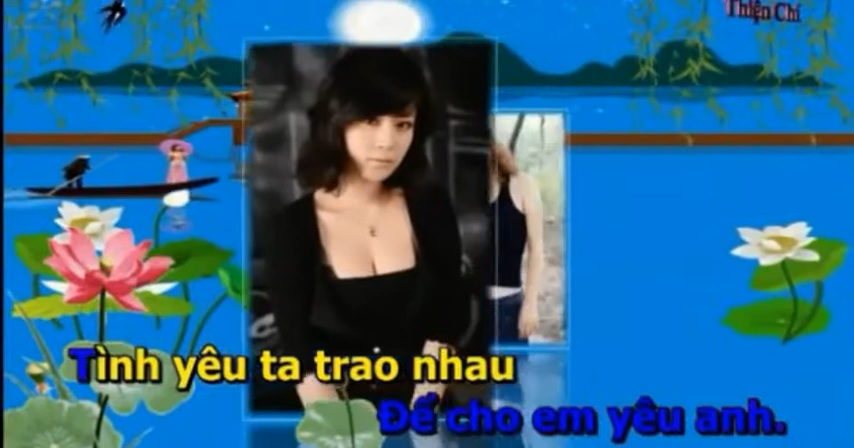 Thiện Chí
Tình yêu ta trao nhau
Để cho em yêu anh.